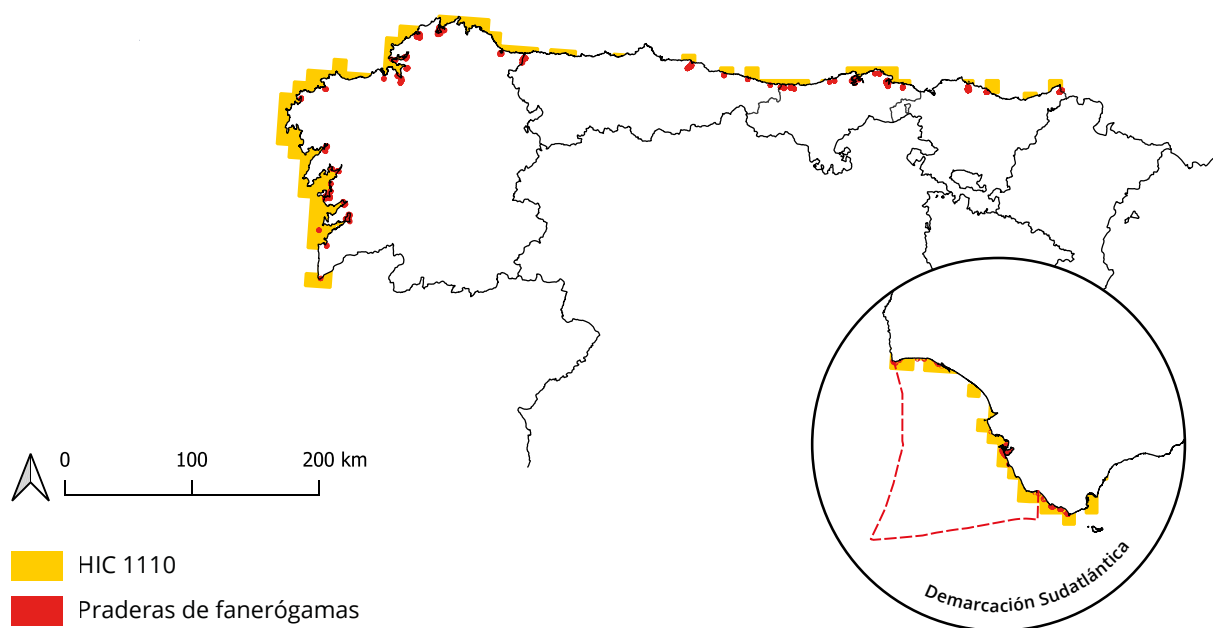 0 100 200 km
HIC 1110
Praderas de fanerógamas
Demarcación Sudatlántica